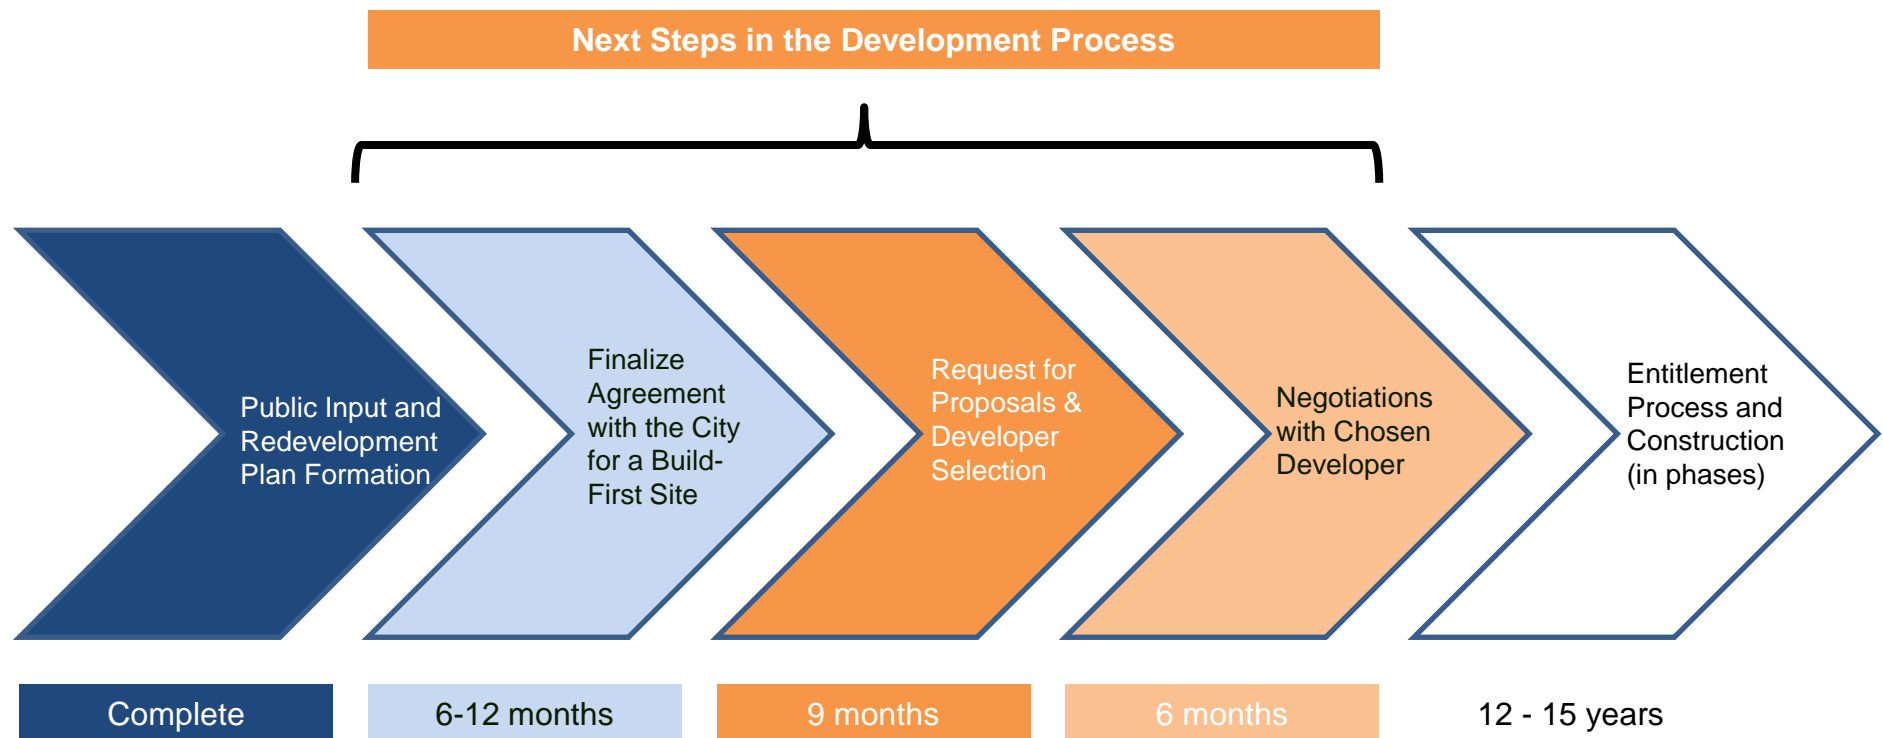 Next Steps in the Development Process
Public Input and
Redevelopment
Plan Formation
Finalize
Agreement
with the City
for a Build-
First Site
Request for
Proposals &
Developer
Selection
Negotiations
with Chosen
Developer
Entitlement
Process and
Construction
(in phases)
Complete
6-12 months
9 months
6 months
12 - 15 years